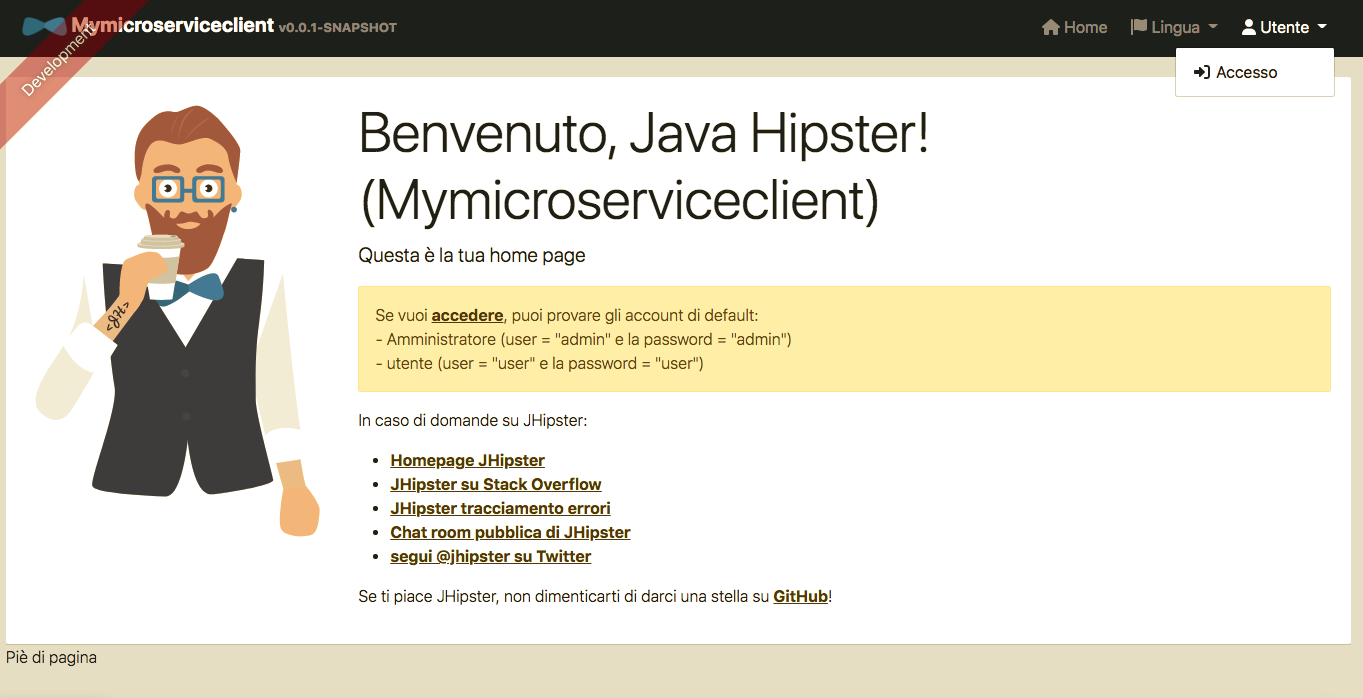 Mymicroserviceclient v0.0.1-SNAPSHOT
Home
Lingua
Utente
Development
Accesso
Benvenuto, Java Hipster!
(Mymicroserviceclient)
Questa è la tua home page
Se vuoi accedere, puoi provare gli account di default:
- Amministratore (user = "admin" e la password = "admin")
- utente (user = "user" e la password = "user")
<JH>
In caso di domande su JHipster:
Homepage JHipster
JHipster su Stack Overflow
JHipster tracciamento errori
Chat room pubblica di JHipster
segui @jhipster su Twitter
Se ti piace JHipster, non dimenticarti di darci una stella su GitHub!
Piè di pagina